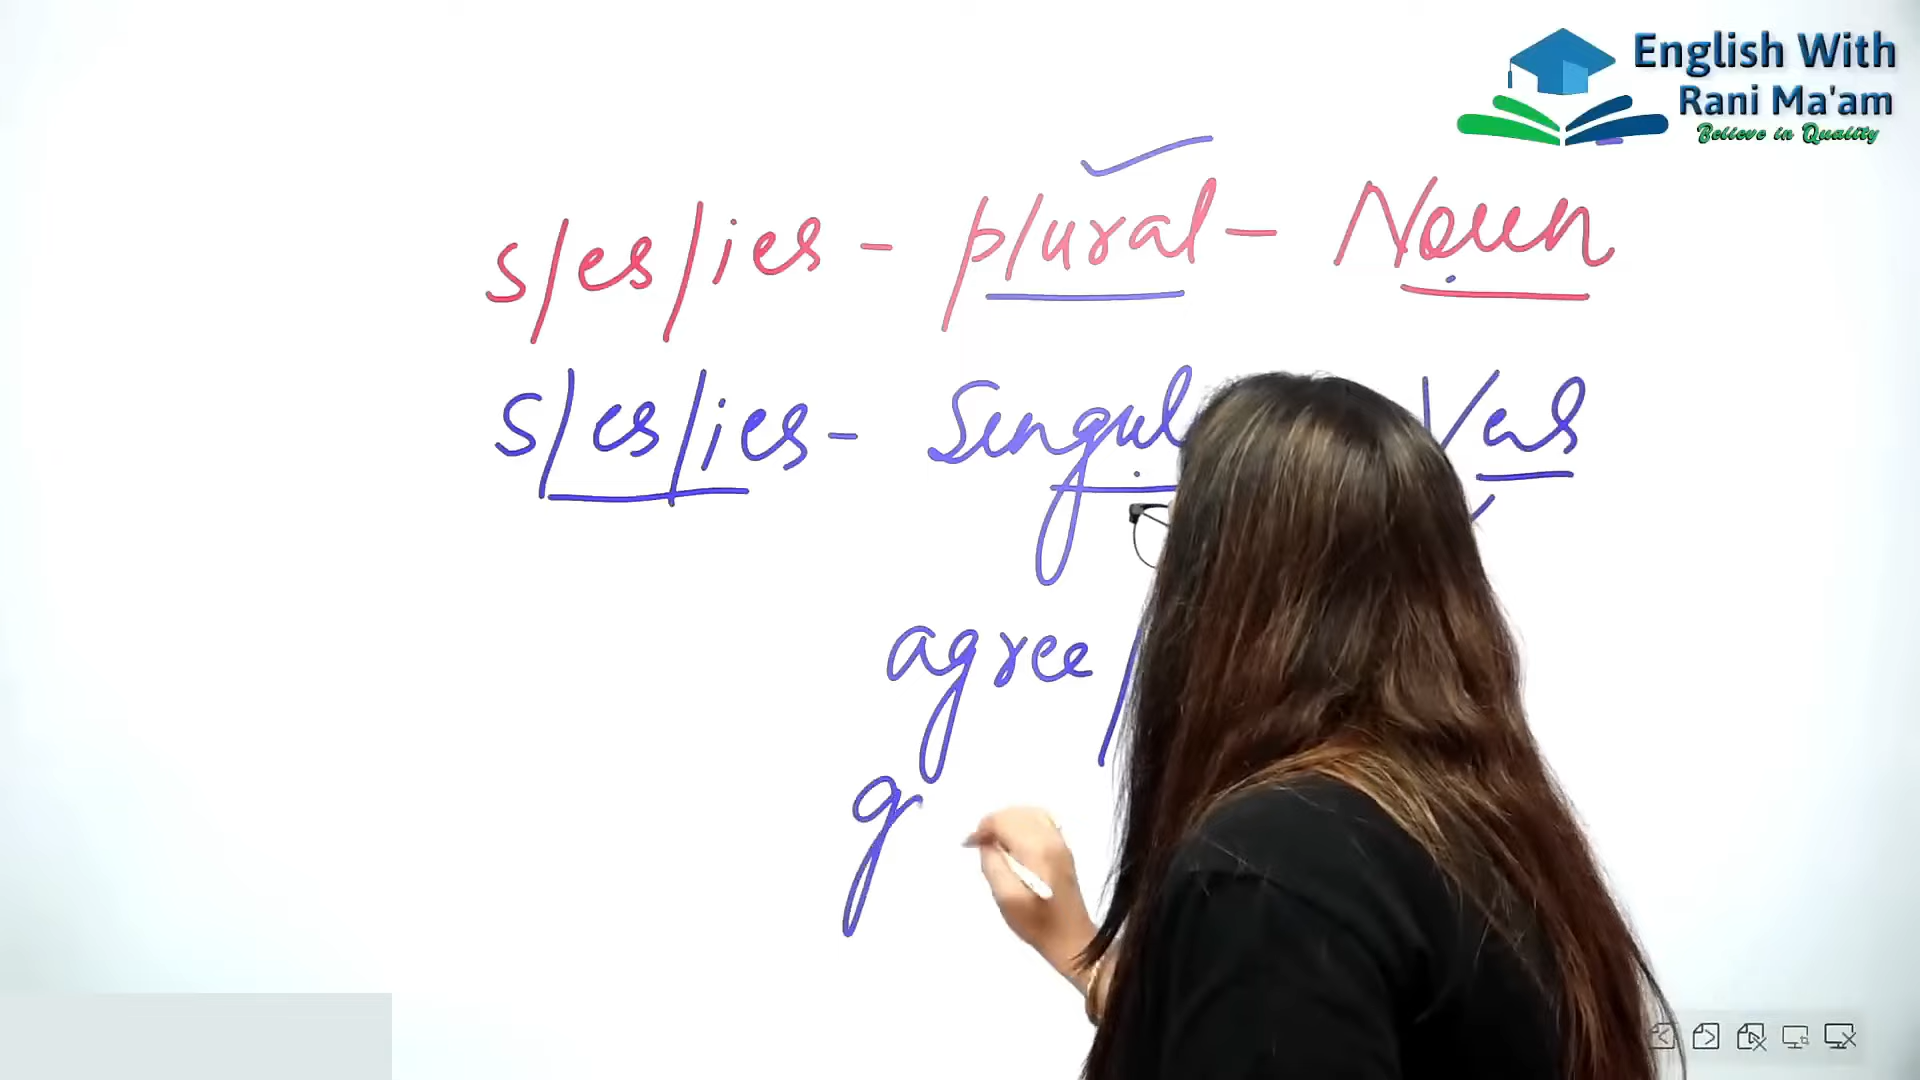 English With
Rani Ma'am
Believe in Quality
s/es/ies - plural - Noun
s/es/ies - Singul
agree /
g